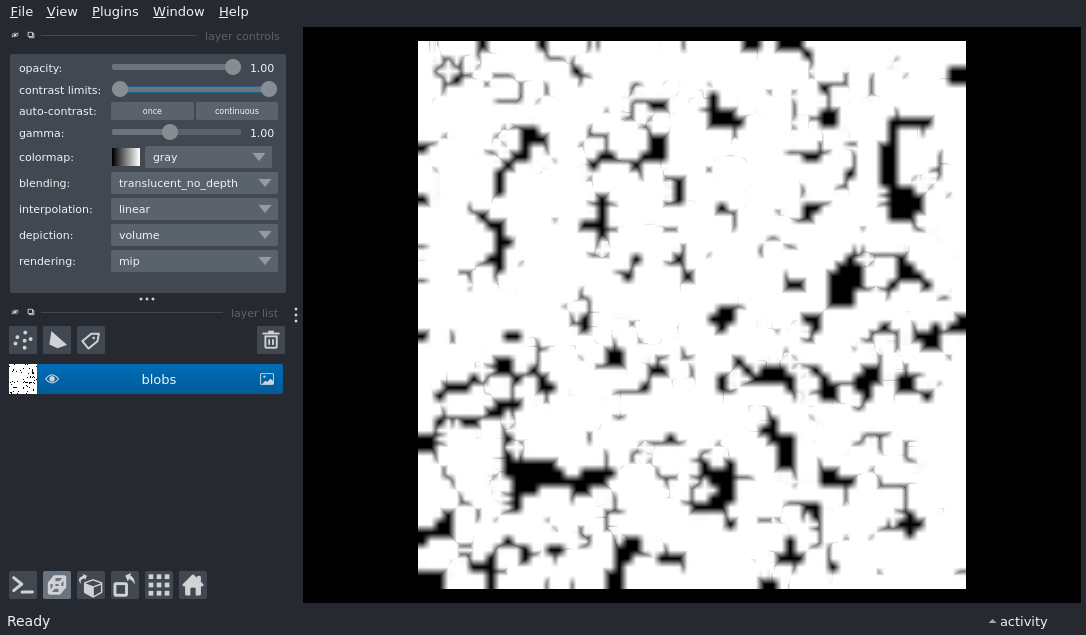 File View Plugins Window Help
layer controls
opacity: 1.00
contrast limits:
auto-contrast: once continuous
gamma: 1.00
colormap: gray
blending: translucent_no_depth
interpolation: linear
depiction: volume
rendering: mip
layer list
blobs
Ready activity